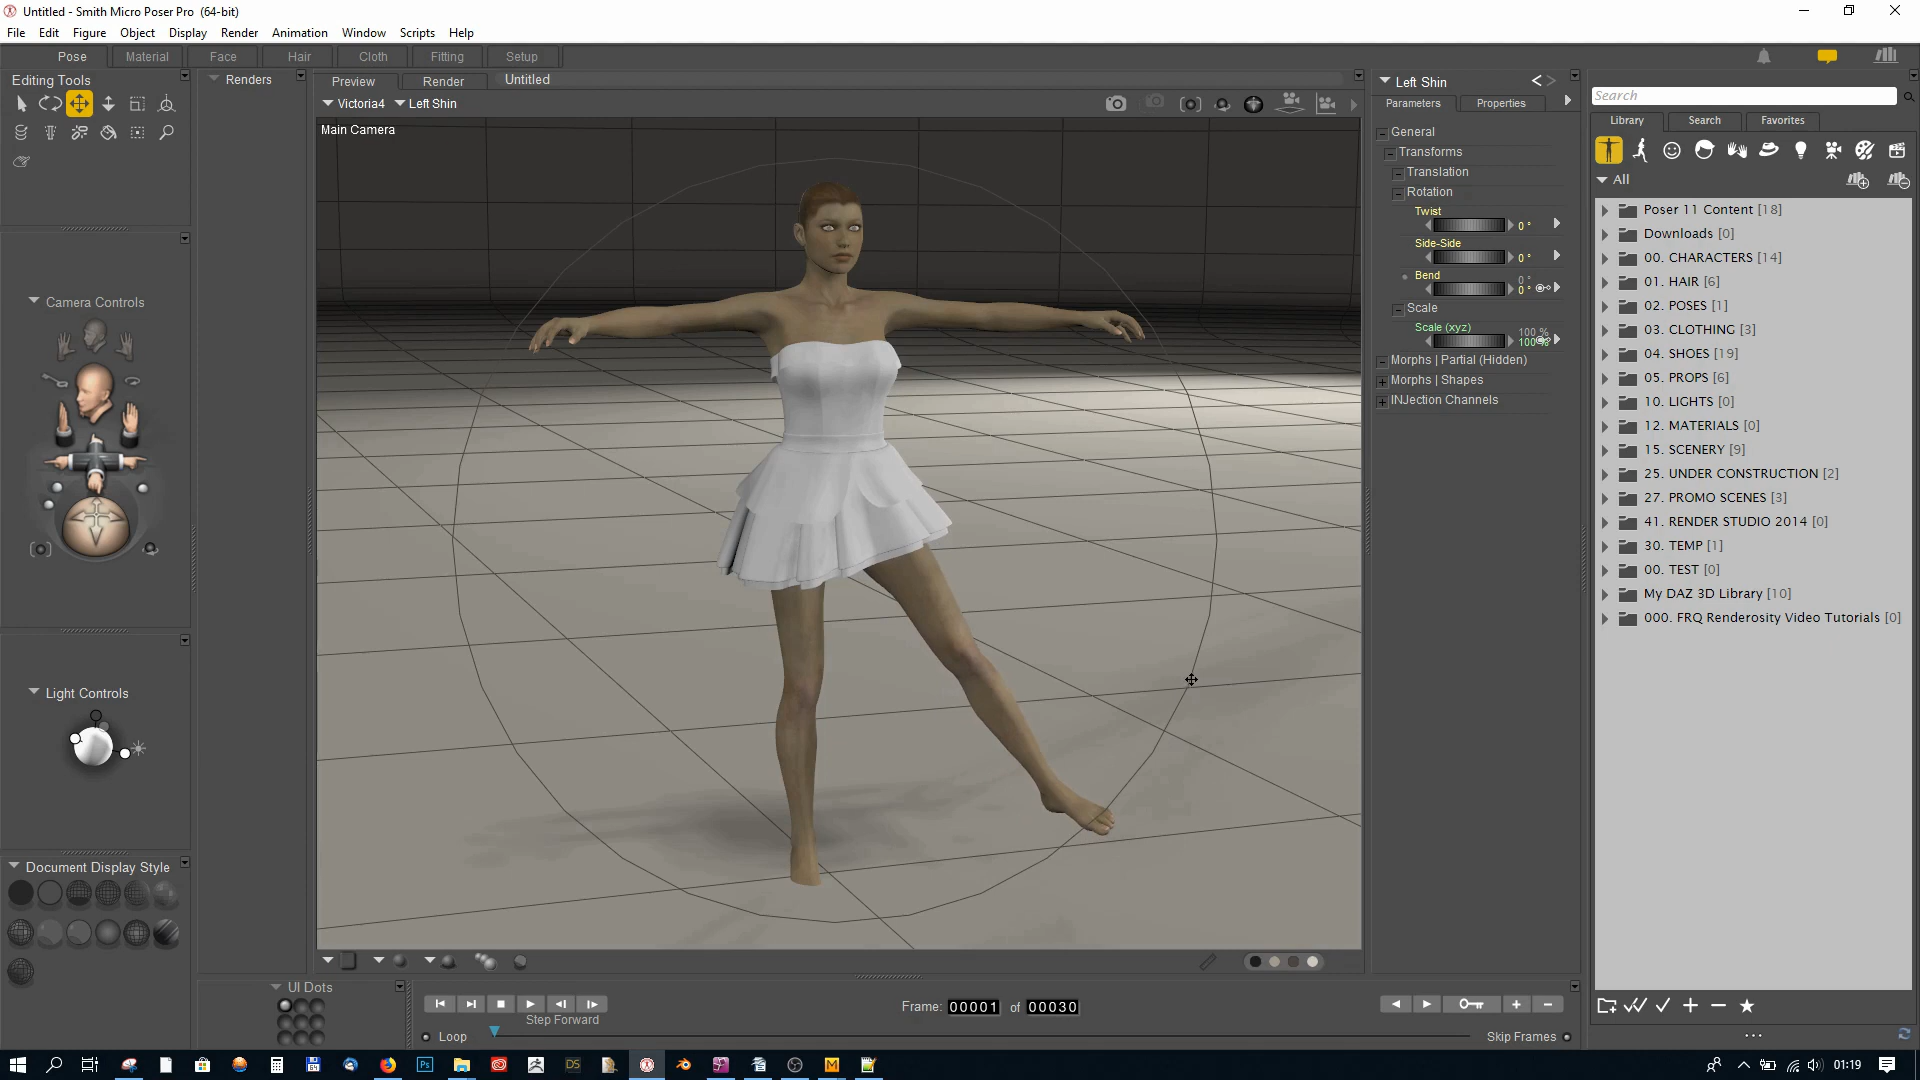 Untitled - Smith Micro Poser Pro  (64-bit)
File Edit Figure Object Display Render Animation Window Scripts Help
Pose Material Face Hair Cloth Fitting Setup
Editing Tools
Renders
Preview Render Untitled
Victoria4 Left Shin
Main Camera
Camera Controls
Light Controls
Document Display Style
UI Dots
Step Forward
Loop
Frame: 00001 of 00030
Skip Frames
Left Shin
Parameters Properties
General
Transforms
Translation
Rotation
Twist
0 °
Side-Side
0 °
Bend
0 °
0 °
Scale
Scale (xyz)
100 %
100 %
Morphs | Partial (Hidden)
Morphs | Shapes
INJection Channels
Search
Library Search Favorites
All
Poser 11 Content [18]
Downloads [0]
00. CHARACTERS [14]
01. HAIR [6]
02. POSES [1]
03. CLOTHING [3]
04. SHOES [19]
05. PROPS [6]
10. LIGHTS [0]
12. MATERIALS [0]
15. SCENERY [9]
25. UNDER CONSTRUCTION [2]
27. PROMO SCENES [3]
41. RENDER STUDIO 2014 [0]
30. TEMP [1]
00. TEST [0]
My DAZ 3D Library [10]
000. FRQ Renderosity Video Tutorials [0]
64
Ps
DS
M
01:19